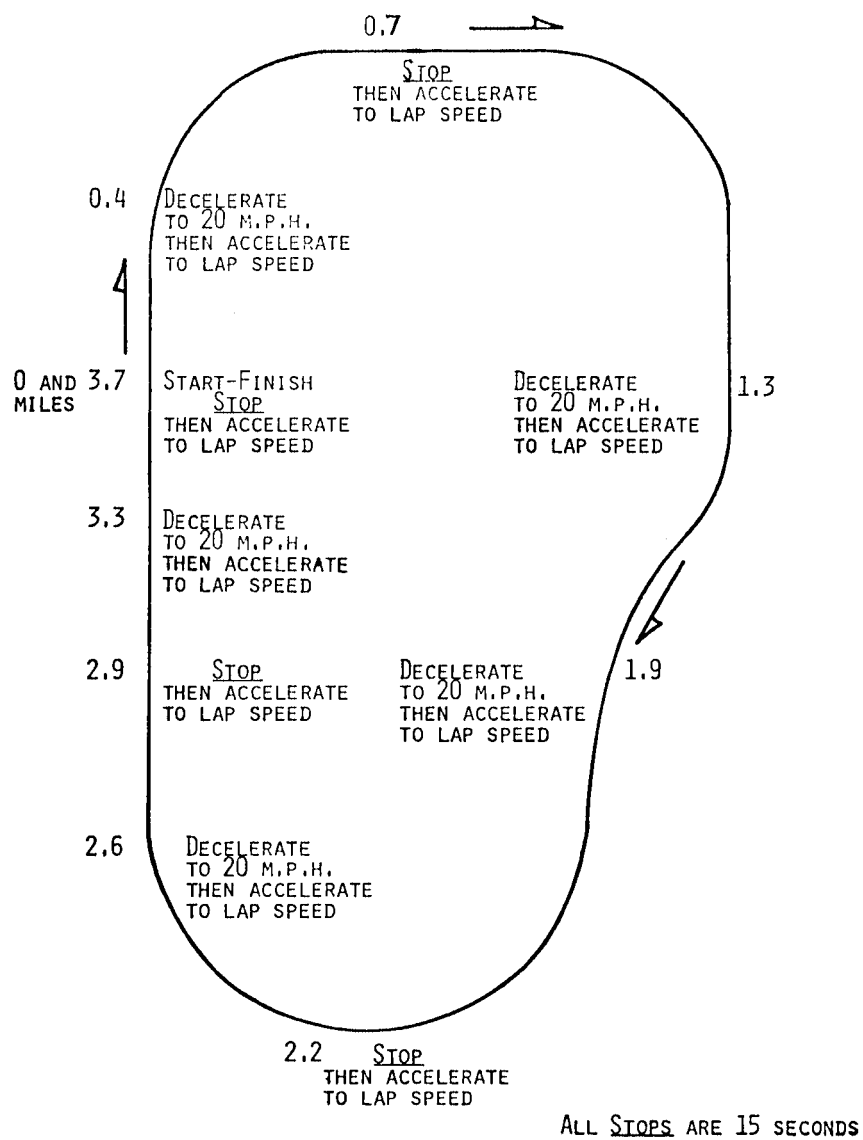 0.7
STOP
THEN ACCELERATE
TO LAP SPEED
0.4
DECELERATE
TO 20 M.P.H.
THEN ACCELERATE
TO LAP SPEED
0 AND 3.7
MILES
START-FINISH
STOP
THEN ACCELERATE
TO LAP SPEED
DECELERATE
TO 20 M.P.H.
THEN ACCELERATE
TO LAP SPEED
1.3
3.3
DECELERATE
TO 20 M.P.H.
THEN ACCELERATE
TO LAP SPEED
2.9
STOP
THEN ACCELERATE
TO LAP SPEED
DECELERATE
TO 20 M.P.H.
THEN ACCELERATE
TO LAP SPEED
1.9
2.6
DECELERATE
TO 20 M.P.H.
THEN ACCELERATE
TO LAP SPEED
2.2
STOP
THEN ACCELERATE
TO LAP SPEED
ALL STOPS ARE 15 SECONDS